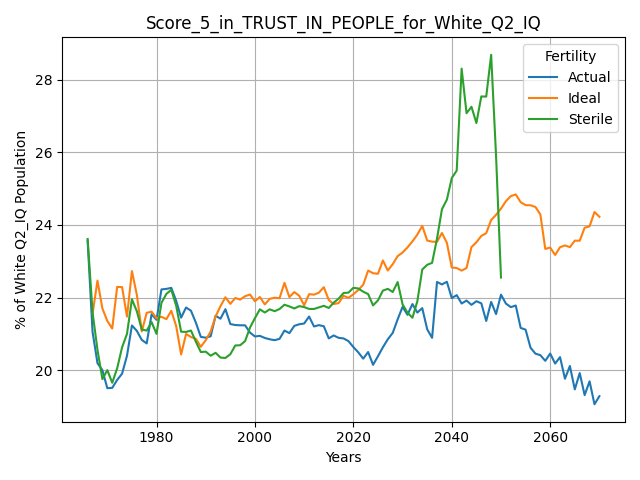 Score_5_in_TRUST_IN_PEOPLE_for_White_Q2_IQ
Fertility
Actual
Ideal
Sterile
% of White Q2_IQ Population
28
26
24
22
20
1980
2000
2020
2040
2060
Years